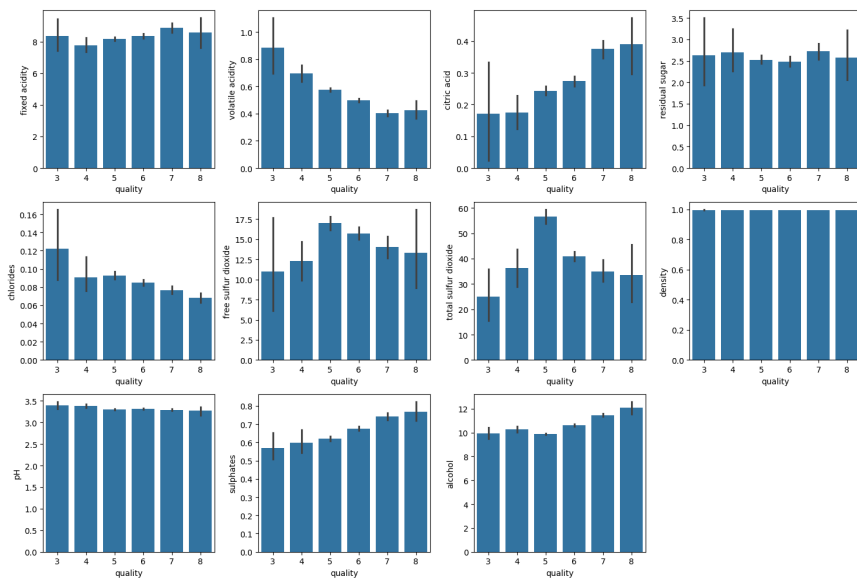 fixed acidity
8
6
4
2
0
3 4 5 6 7 8
quality
volatile acidity
1.0
0.8
0.6
0.4
0.2
0.0
3 4 5 6 7 8
quality
citric acid
0.4
0.3
0.2
0.1
0.0
3 4 5 6 7 8
quality
residual sugar
3.5
3.0
2.5
2.0
1.5
1.0
0.5
0.0
3 4 5 6 7 8
quality
chlorides
0.16
0.14
0.12
0.10
0.08
0.06
0.04
0.02
0.00
3 4 5 6 7 8
quality
free sulfur dioxide
17.5
15.0
12.5
10.0
7.5
5.0
2.5
0.0
3 4 5 6 7 8
quality
total sulfur dioxide
60
50
40
30
20
10
0
3 4 5 6 7 8
quality
density
1.0
0.8
0.6
0.4
0.2
0.0
3 4 5 6 7 8
quality
pH
3.5
3.0
2.5
2.0
1.5
1.0
0.5
0.0
3 4 5 6 7 8
quality
sulphates
0.8
0.7
0.6
0.5
0.4
0.3
0.2
0.1
0.0
3 4 5 6 7 8
quality
alcohol
12
10
8
6
4
2
0
3 4 5 6 7 8
quality